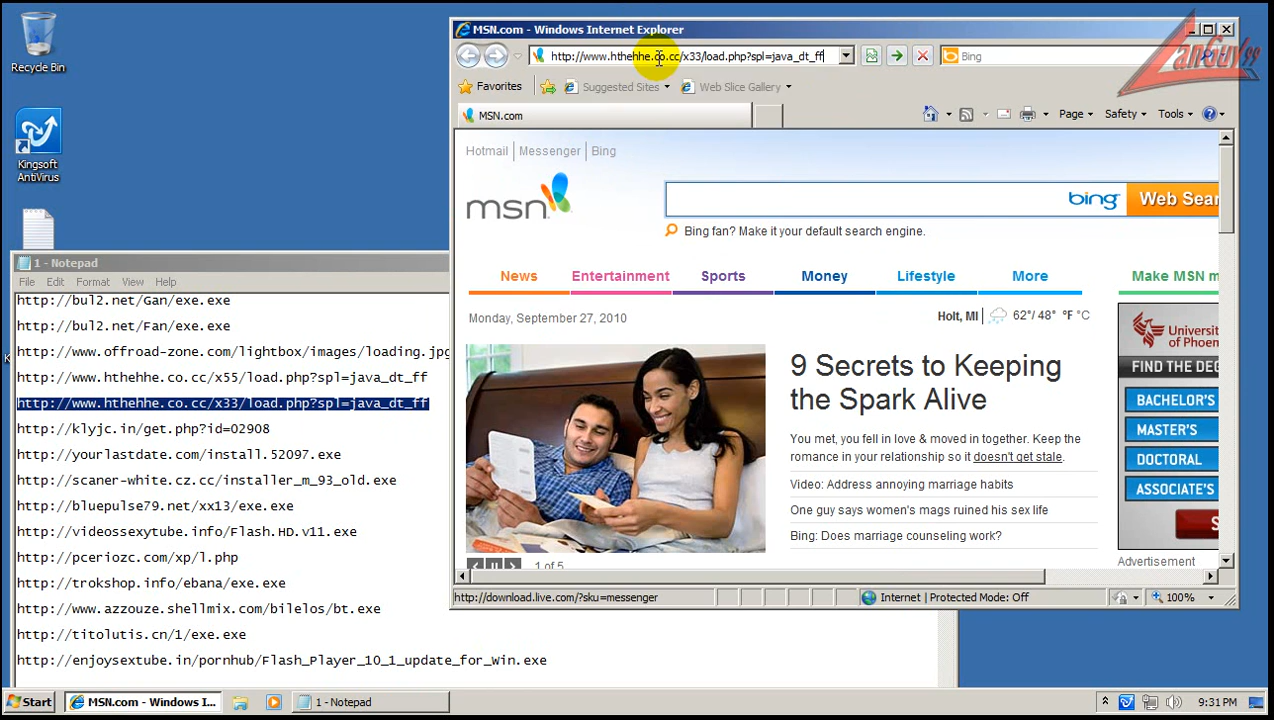 Recycle Bin
Kingsoft
AntiVirus
MSN.com - Windows Internet Explorer
http://www.hthehhe.co.cc/x33/load.php?spl=java_dt_ff
Bing
Favorites
Suggested Sites
Web Slice Gallery
MSN.com
Page
Safety
Tools
Hotmail
Messenger
Bing
msn
bing
Web Sear
Bing fan? Make it your default search engine.
News
Entertainment
Sports
Money
Lifestyle
More
Make MSN m
Monday, September 27, 2010
Holt, MI
62°/ 48° °F °C
9 Secrets to Keeping
the Spark Alive
You met, you fell in love & moved in together. Keep the
romance in your relationship so it doesn't get stale.
Video: Address annoying marriage habits
One guy says women's mags ruined his sex life
Bing: Does marriage counseling work?
1 of 5
Universi
of Phoen
FIND THE DEG
BACHELOR'S
MASTER'S
DOCTORAL
ASSOCIATE'S
S
Advertisement
http://download.live.com/?sku=messenger
Internet | Protected Mode: Off
100%
1 - Notepad
File Edit Format View Help
http://bul2.net/Gan/exe.exe
http://bul2.net/Fan/exe.exe
http://www.offroad-zone.com/lightbox/images/loading.jpg
http://www.hthehhe.co.cc/x55/load.php?spl=java_dt_ff
http://www.hthehhe.co.cc/x33/load.php?spl=java_dt_ff
http://klyjc.in/get.php?id=02908
http://yourlastdate.com/install.52097.exe
http://scaner-white.cz.cc/installer_m_93_old.exe
http://bluepulse79.net/xx13/exe.exe
http://videossexytube.info/Flash.HD.v11.exe
http://pceriozc.com/xp/l.php
http://trokshop.info/ebana/exe.exe
http://www.azzouze.shellmix.com/bilelos/bt.exe
http://titolutis.cn/1/exe.exe
http://enjoysextube.in/pornhub/Flash_Player_10_1_update_for_Win.exe
Start
MSN.com - Windows I...
1 - Notepad
9:31 PM